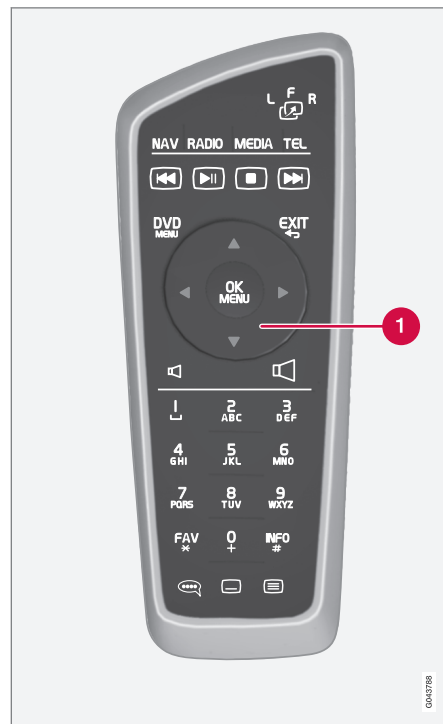 L F R
NAV RADIO MEDIA TEL
DVD EXIT
MENU
OK
MENU
1
1 2 3
ABC DEF
4 5 6
GHI JKL MNO
7 8 9
PQRS TUV WXYZ
FAV 0 INFO
* + #
G043788